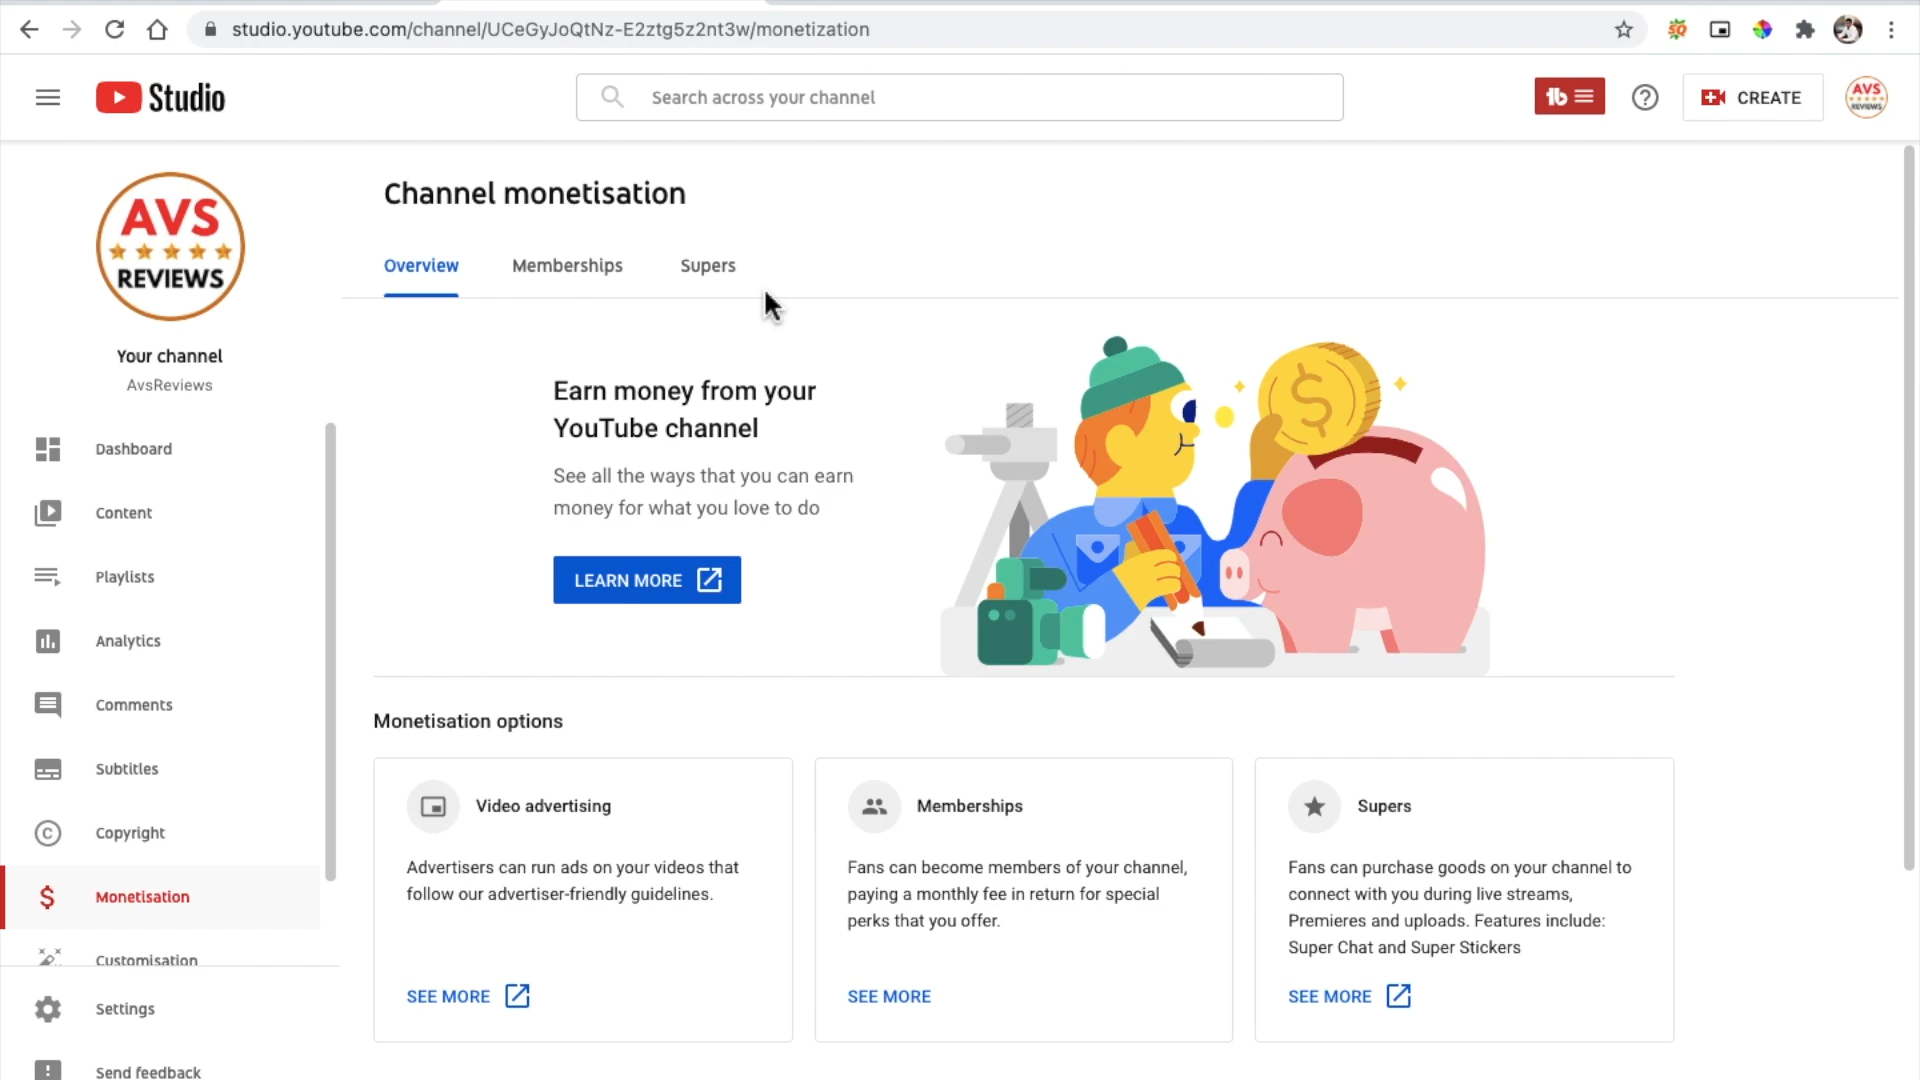 studio.youtube.com/channel/UCeGyJoQtNz-E2ztg5z2nt3w/monetization
SQ
Studio
Search across your channel
tb
CREATE
AVS
REVIEWS
AVS
REVIEWS
Your channel
AvsReviews
Dashboard
Content
Playlists
Analytics
Comments
Subtitles
Copyright
Monetisation
Customisation
Settings
Send feedback
Channel monetisation
Overview
Memberships
Supers
Earn money from your
YouTube channel
See all the ways that you can earn
money for what you love to do
LEARN MORE
Monetisation options
Video advertising
Advertisers can run ads on your videos that
follow our advertiser-friendly guidelines.
SEE MORE
Memberships
Fans can become members of your channel,
paying a monthly fee in return for special
perks that you offer.
SEE MORE
Supers
Fans can purchase goods on your channel to
connect with you during live streams,
Premieres and uploads. Features include:
Super Chat and Super Stickers
SEE MORE